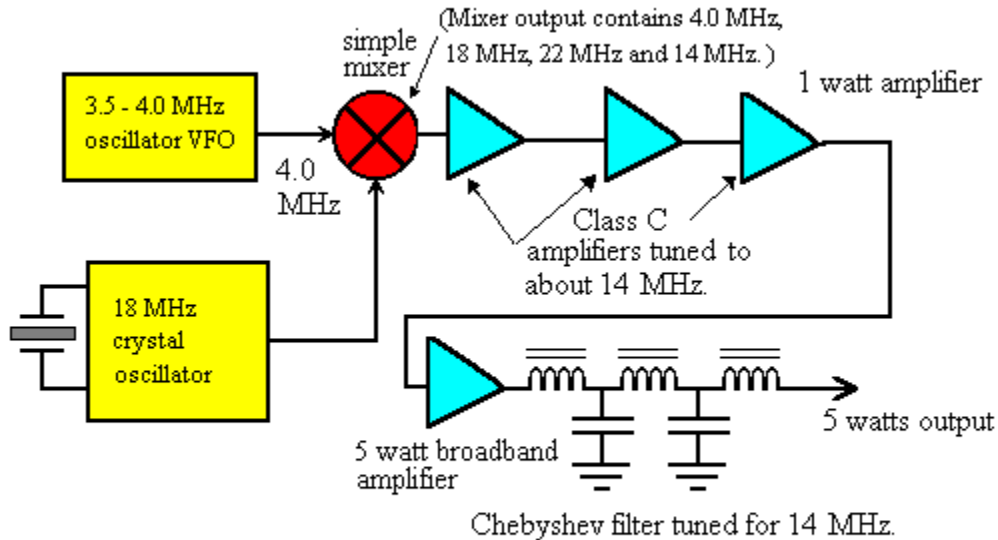 (Mixer output contains 4.0 MHz,
18 MHz, 22 MHz and 14 MHz. )
simple
mixer
1 watt amplifier
3.5 - 4.0 MHz
oscillator VFO
4.0
MHz
Class C
amplifiers tuned to
about 14 MHz.
18 MHz
crystal
oscillator
5 watts output
5 watt broadband
amplifier
Chebyshev filter tuned for 14 MHz.